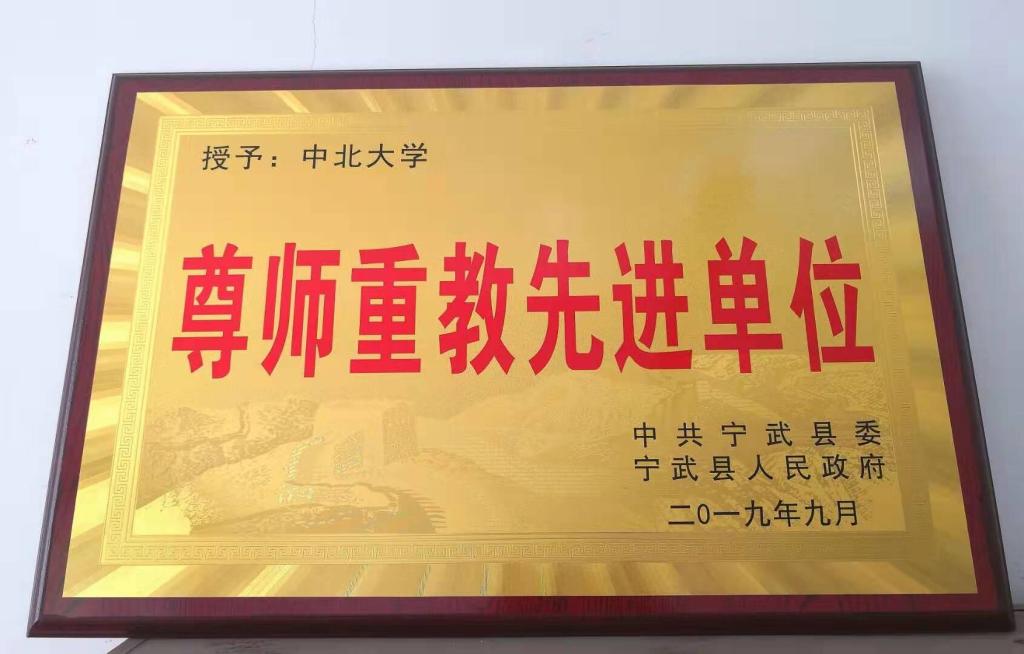 授予：中北大学
尊师重教先进单位
中共宁武县委
宁武县人民政府
二0一九年九月